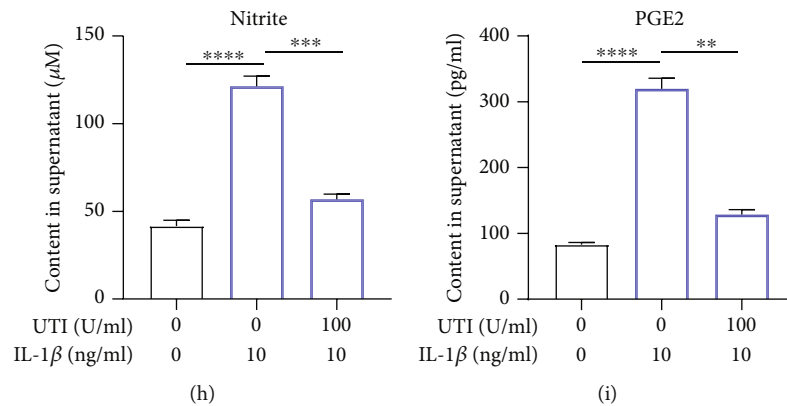 Nitrite
Content in supernatant (μM)
150
100
50
0
**** ***
UTI (U/ml) 0 0 100
IL-1β (ng/ml) 0 10 10
(h)
PGE2
Content in supernatant (pg/ml)
400
300
200
100
0
**** **
0 0 100
0 10 10
UTI (U/ml)
IL-1β (ng/ml)
(i)